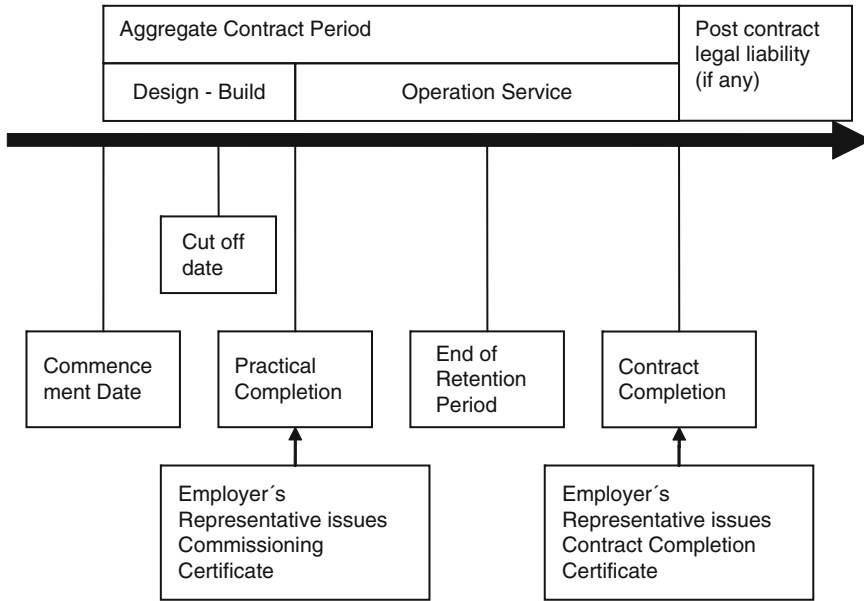 Aggregate Contract Period
Post contract
legal liability
(if any)
Design - Build
Operation Service
Cut off
date
Commence
ment Date
Practical
Completion
End of
Retention
Period
Contract
Completion
Employer´s
Representative issues
Commissioning
Certificate
Employer´s
Representative issues
Contract Completion
Certificate